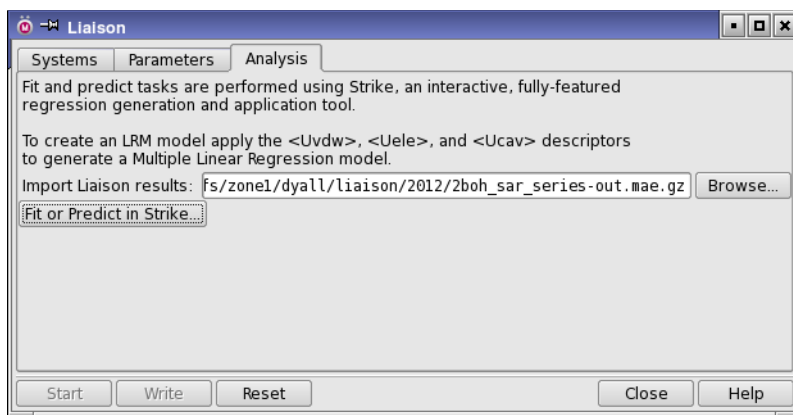 Liaison
Systems Parameters Analysis
Fit and predict tasks are performed using Strike, an interactive, fully-featured
regression generation and application tool.
To create an LRM model apply the <Uvdw>, <Uele>, and <Ucav> descriptors
to generate a Multiple Linear Regression model.
Import Liaison results: fs/zone1/dyall/liaison/2012/2boh_sar_series-out.mae.gz Browse...
Fit or Predict in Strike...
Start Write Reset Close Help